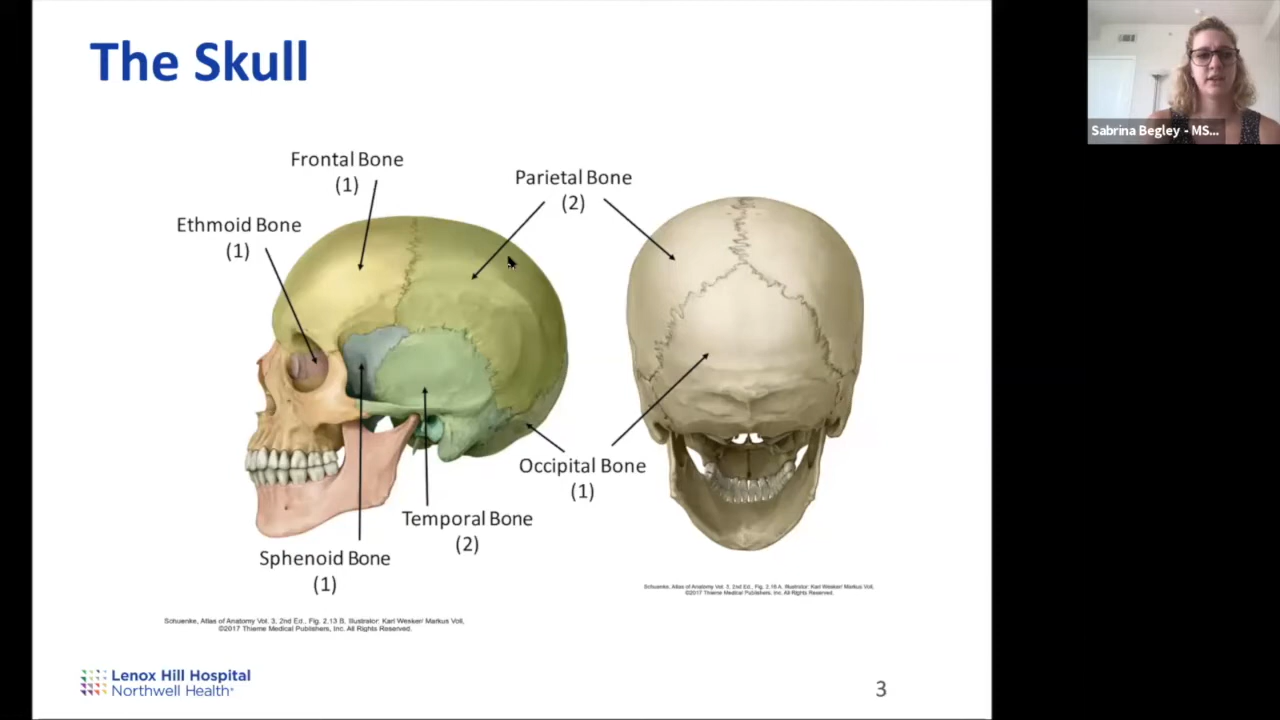 The Skull
Frontal Bone
(1)
Parietal Bone
(2)
Ethmoid Bone
(1)
Occipital Bone
(1)
Temporal Bone
(2)
Sphenoid Bone
(1)
Schuenke, Atlas of Anatomy Vol. 3, 2nd Ed., Fig. 2.16 A, Illustrator: Karl Wesker/ Markus Voll,
©2017 Thieme Medical Publishers, Inc. All Rights Reserved.
Schuenke, Atlas of Anatomy Vol. 3, 2nd Ed., Fig. 2.13 B, Illustrator: Karl Wesker/ Markus Voll,
©2017 Thieme Medical Publishers, Inc. All Rights Reserved.
Lenox Hill Hospital
Northwell Health
3
Sabrina Begley - MS...